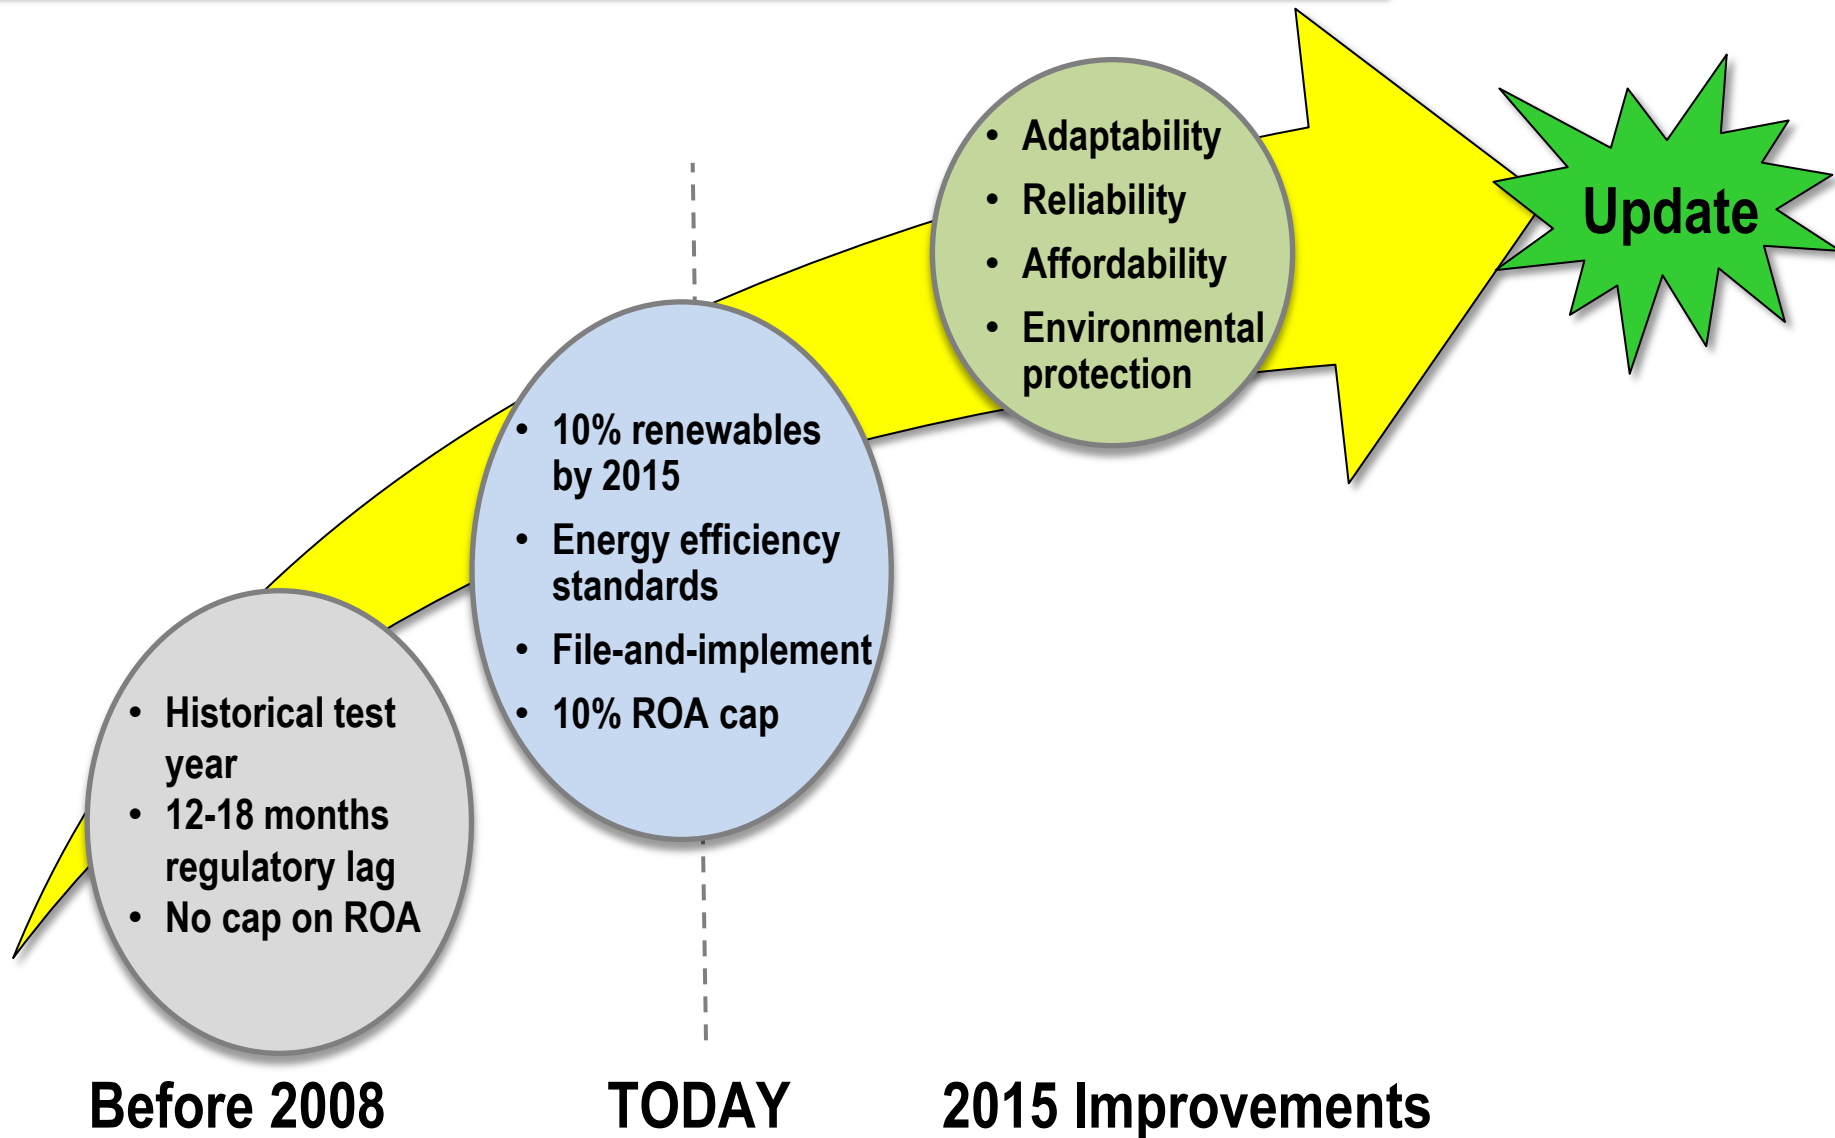 • Historical test
year
• 12-18 months
regulatory lag
• No cap on ROA
• 10% renewables
by 2015
• Energy efficiency
standards
• File-and-implement
• 10% ROA cap
• Adaptability
• Reliability
• Affordability
• Environmental
protection
Update
Before 2008
TODAY
2015 Improvements